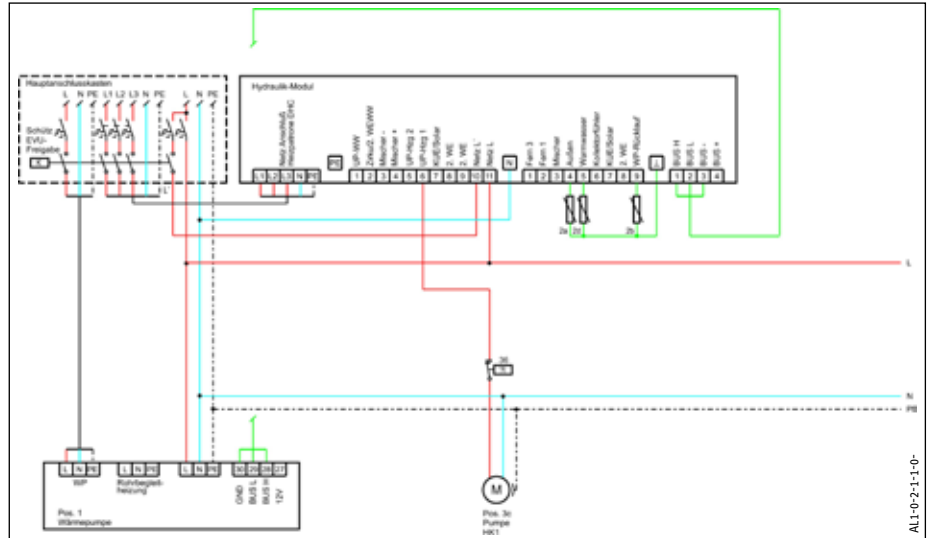 Hauptanschlusskasten
L N PE L1 L2 L3 N PE L N PE
Schütz
EVU-
Freigabe
K
L'
Hydraulik-Modul
Netz Anschluß
Heizpatrone DHC
L1 L2 L3 N PE
PE
UP-WW
Zirku/2. WEWW
Mischer -
Mischer +
UP-Hzg 2
UP-Hzg 1
KUE/Solar
2. WE
2. WE
Netz L'
Netz L
1 2 3 4 5 6 7 8 9 10 11
N
Fern 3
Fern 1
Mischer
Außen
Warmwasser
Kollektorfühler
KUE/Solar
2. WE
WP-Rücklauf
1 2 3 4 5 6 7 8 9
BUS H
BUS L
BUS -
BUS +
1 2 3 4
2a 2c 2b
L
36
N
PE
L N PE
WP
L N PE
Rohrbegleit-
heizung
L N PE
30 29 28 27
GND
BUS L
BUS H
12V
Pos. 1
Wärmepumpe
M
Pos. 3c
Pumpe
HK1
AL1-0-2-1-1-0-